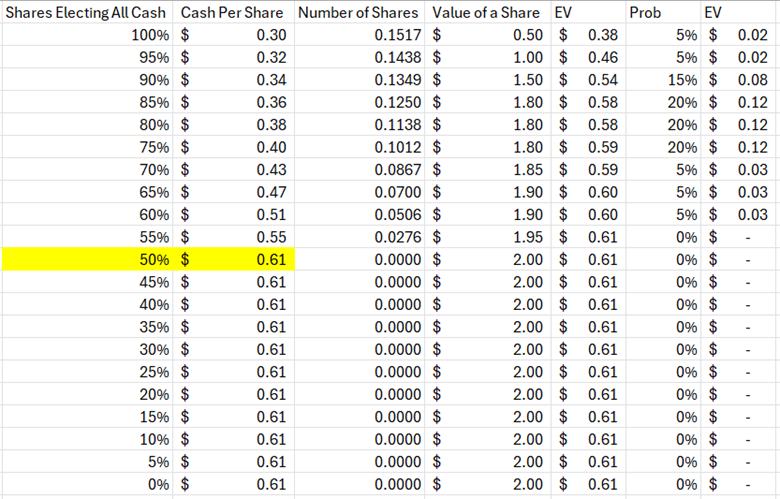 Shares Electing All Cash Cash Per Share Number of Shares Value of a Share EV Prob EV
100% $ 0.30 0.1517 $ 0.50 $ 0.38 5% $ 0.02
95% $ 0.32 0.1438 $ 1.00 $ 0.46 5% $ 0.02
90% $ 0.34 0.1349 $ 1.50 $ 0.54 15% $ 0.08
85% $ 0.36 0.1250 $ 1.80 $ 0.58 20% $ 0.12
80% $ 0.38 0.1138 $ 1.80 $ 0.58 20% $ 0.12
75% $ 0.40 0.1012 $ 1.80 $ 0.59 20% $ 0.12
70% $ 0.43 0.0867 $ 1.85 $ 0.59 5% $ 0.03
65% $ 0.47 0.0700 $ 1.90 $ 0.60 5% $ 0.03
60% $ 0.51 0.0506 $ 1.90 $ 0.60 5% $ 0.03
55% $ 0.55 0.0276 $ 1.95 $ 0.61 0% $ -
50% $ 0.61 0.0000 $ 2.00 $ 0.61 0% $ -
45% $ 0.61 0.0000 $ 2.00 $ 0.61 0% $ -
40% $ 0.61 0.0000 $ 2.00 $ 0.61 0% $ -
35% $ 0.61 0.0000 $ 2.00 $ 0.61 0% $ -
30% $ 0.61 0.0000 $ 2.00 $ 0.61 0% $ -
25% $ 0.61 0.0000 $ 2.00 $ 0.61 0% $ -
20% $ 0.61 0.0000 $ 2.00 $ 0.61 0% $ -
15% $ 0.61 0.0000 $ 2.00 $ 0.61 0% $ -
10% $ 0.61 0.0000 $ 2.00 $ 0.61 0% $ -
5% $ 0.61 0.0000 $ 2.00 $ 0.61 0% $ -
0% $ 0.61 0.0000 $ 2.00 $ 0.61 0% $ -